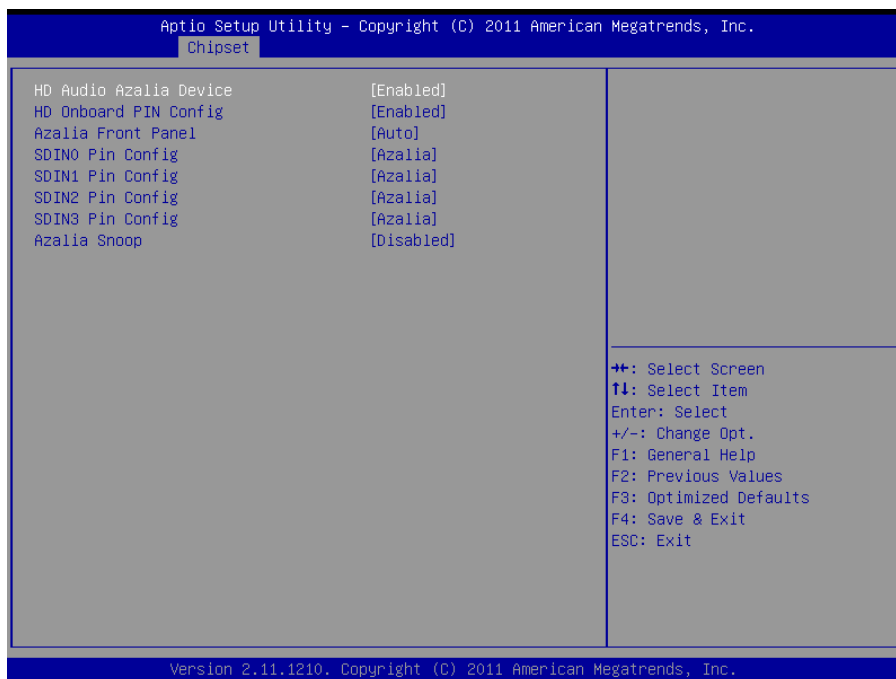 Aptio Setup Utility – Copyright (C) 2011 American Megatrends, Inc.
Chipset
HD Audio Azalia Device [Enabled]
HD Onboard PIN Config [Enabled]
Azalia Front Panel [Auto]
SDIN0 Pin Config [Azalia]
SDIN1 Pin Config [Azalia]
SDIN2 Pin Config [Azalia]
SDIN3 Pin Config [Azalia]
Azalia Snoop [Disabled]
→←: Select Screen
↑↓: Select Item
Enter: Select
+/-: Change Opt.
F1: General Help
F2: Previous Values
F3: Optimized Defaults
F4: Save & Exit
ESC: Exit
Version 2.11.1210. Copyright (C) 2011 American Megatrends, Inc.